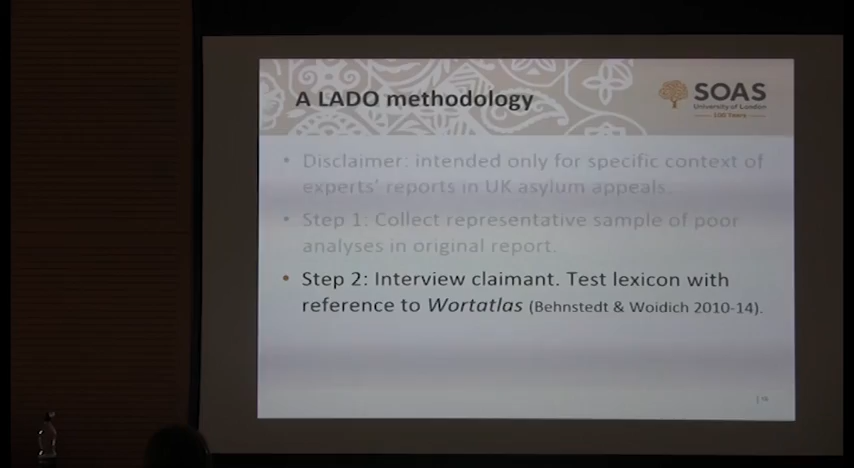 A LADO methodology
SOAS
University of London
100 Years
• Disclaimer: intended only for specific context of
experts' reports in UK asylum appeals.
• Step 1: Collect representative sample of poor
analyses in original report.
• Step 2: Interview claimant. Test lexicon with
reference to Wortatlas (Behnstedt & Woidich 2010-14).